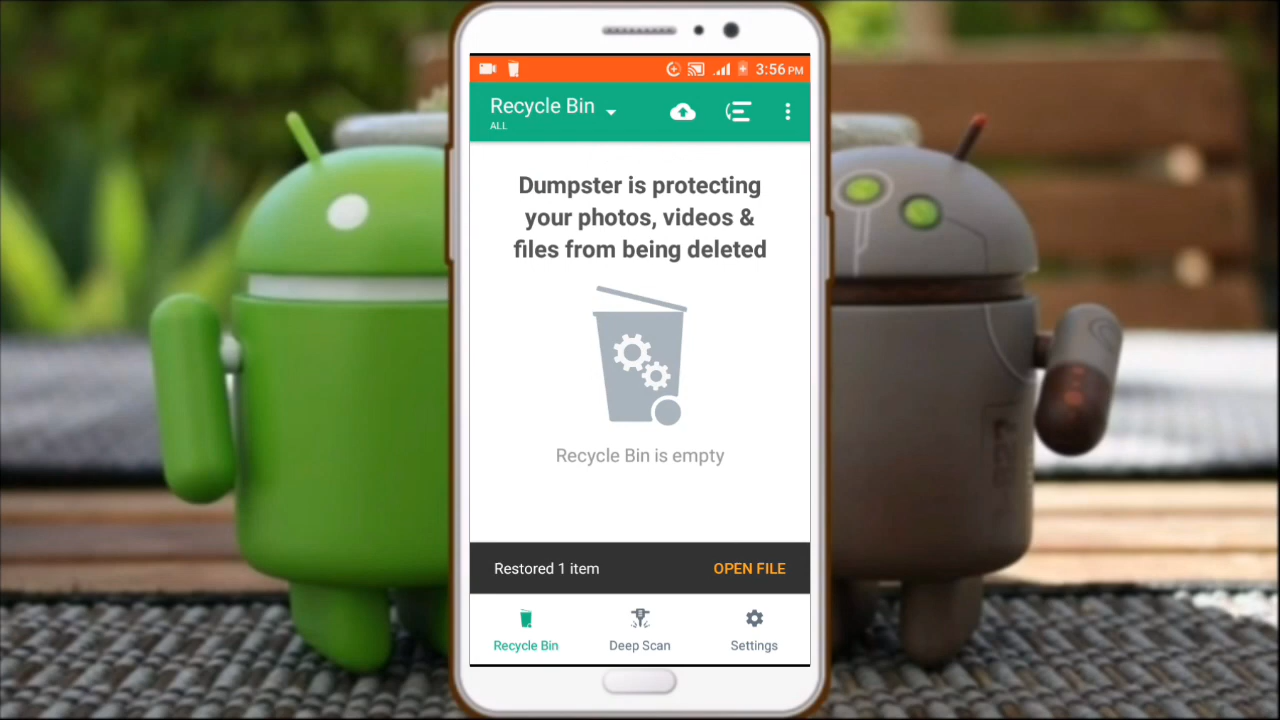 3:56 PM
Recycle Bin
ALL
Dumpster is protecting
your photos, videos &
files from being deleted
Recycle Bin is empty
Restored 1 item OPEN FILE
Recycle Bin Deep Scan Settings